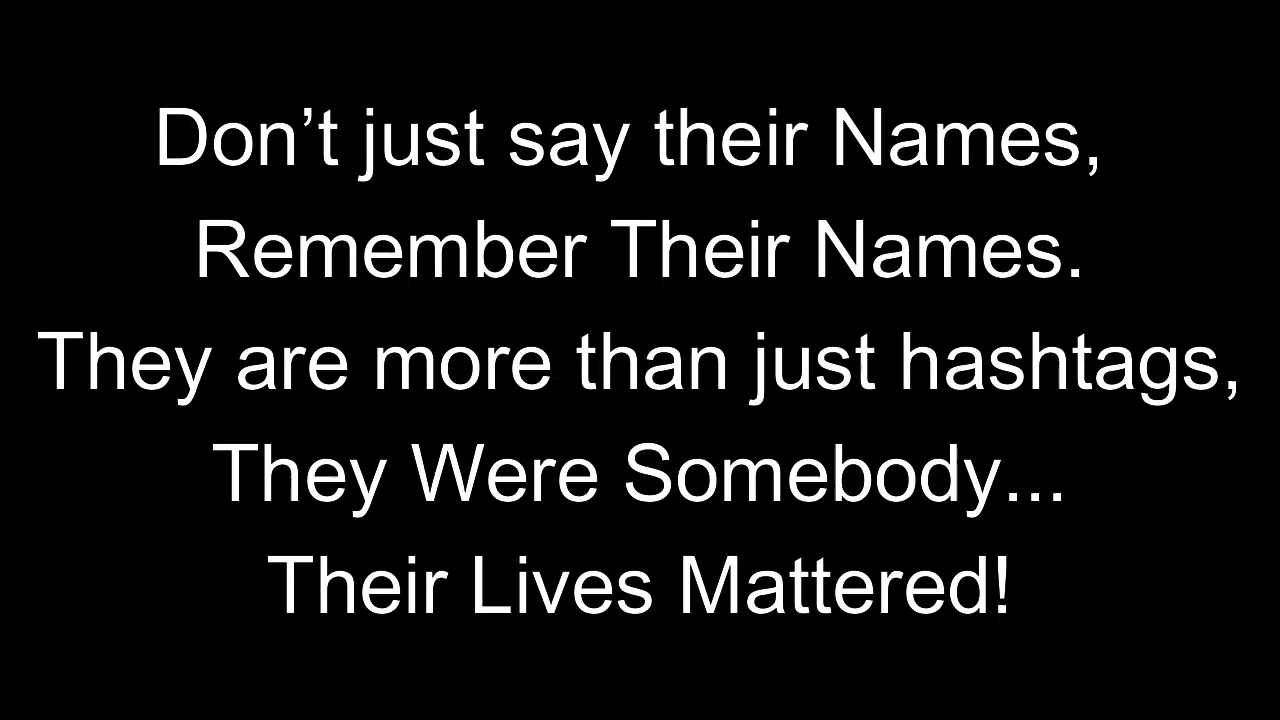 Don’t just say their Names,
Remember Their Names.
They are more than just hashtags,
They Were Somebody...
Their Lives Mattered!